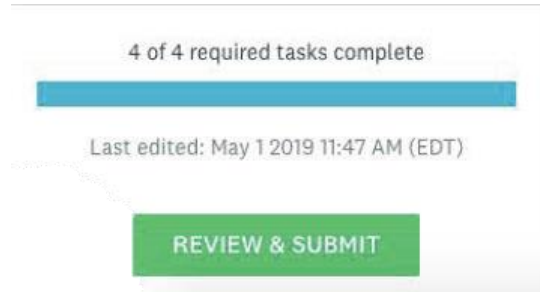 4 of 4 required tasks complete
Last edited: May 1 2019 11:47 AM (EDT)
REVIEW & SUBMIT